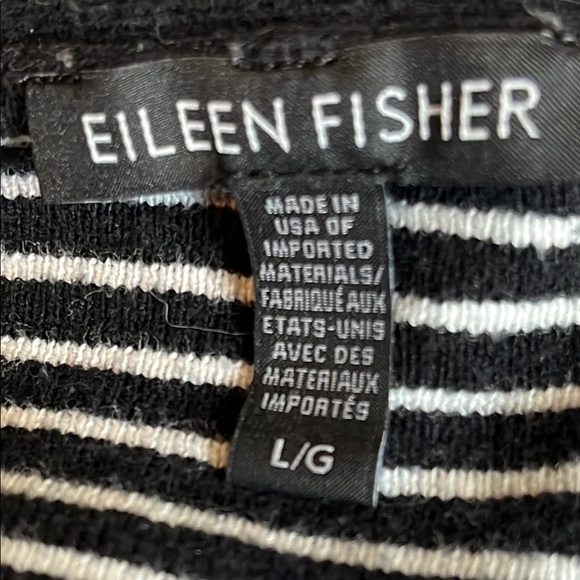 EILEEN FISHER
MADE IN
USA OF
IMPORTED
MATERIALS/
FABRIQUÉ AUX
ETATS-UNIS
AVEC DES
MATERIAUX
IMPORTÉS
L/G